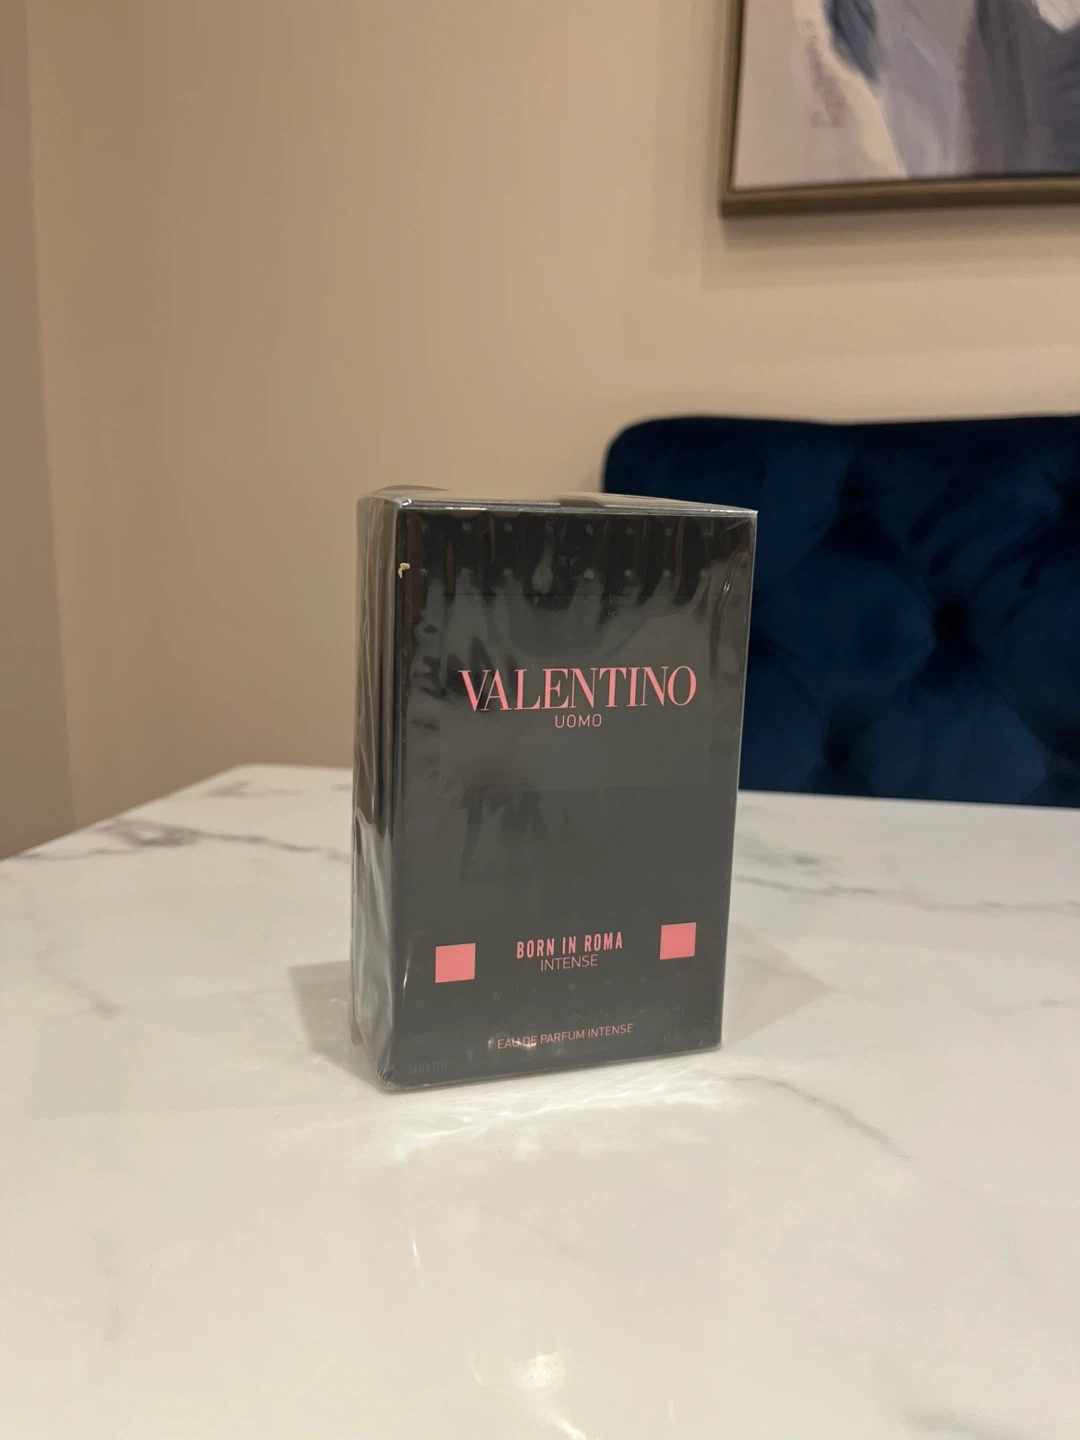 VALENTINO
UOMO
BORN IN ROMA
INTENSE
EAU DE PARFUM INTENSE